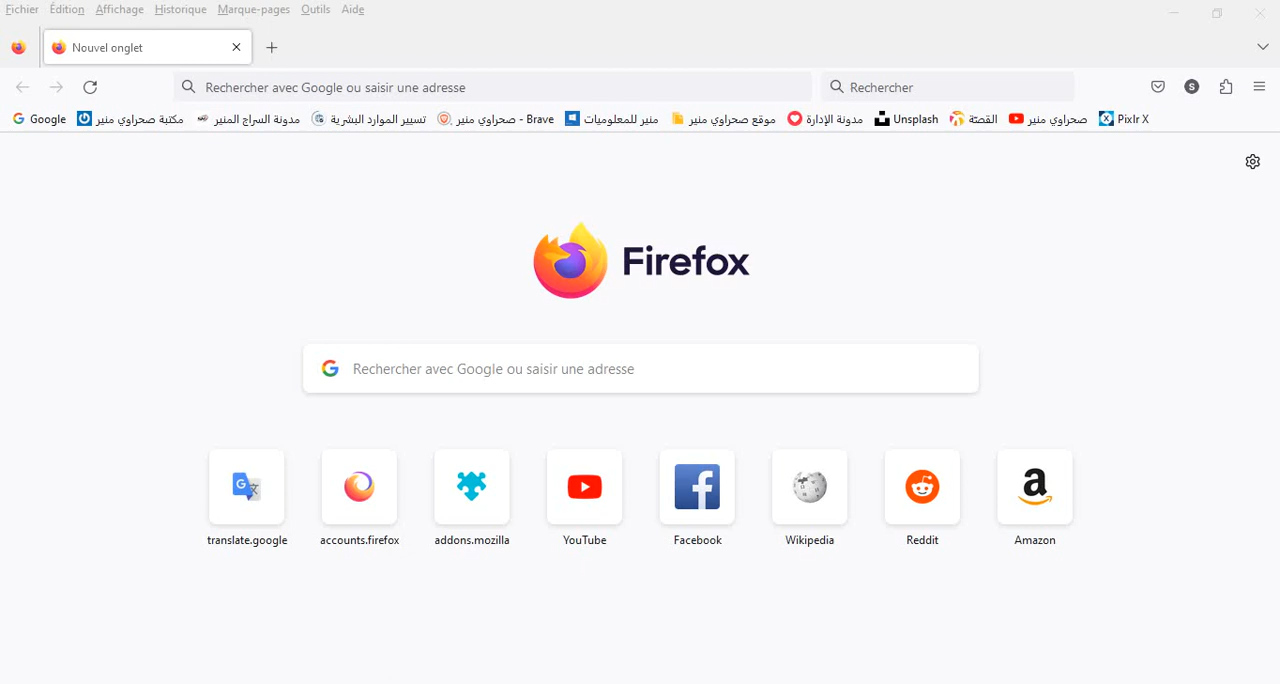 Fichier Édition Affichage Historique Marque-pages Outils Aide
Nouvel onglet
Rechercher avec Google ou saisir une adresse
Rechercher
S
Google مكتبة صحراوي منير مدونة السراج المنير تسيير الموارد البشرية صحراوي منير - Brave منير للمعلوميات موقع صحراوي منير مدونة الإدارة Unsplash القصّة صحراوي منير Pixlr X
Firefox
Rechercher avec Google ou saisir une adresse
translate.google accounts.firefox addons.mozilla YouTube Facebook Wikipedia Reddit Amazon